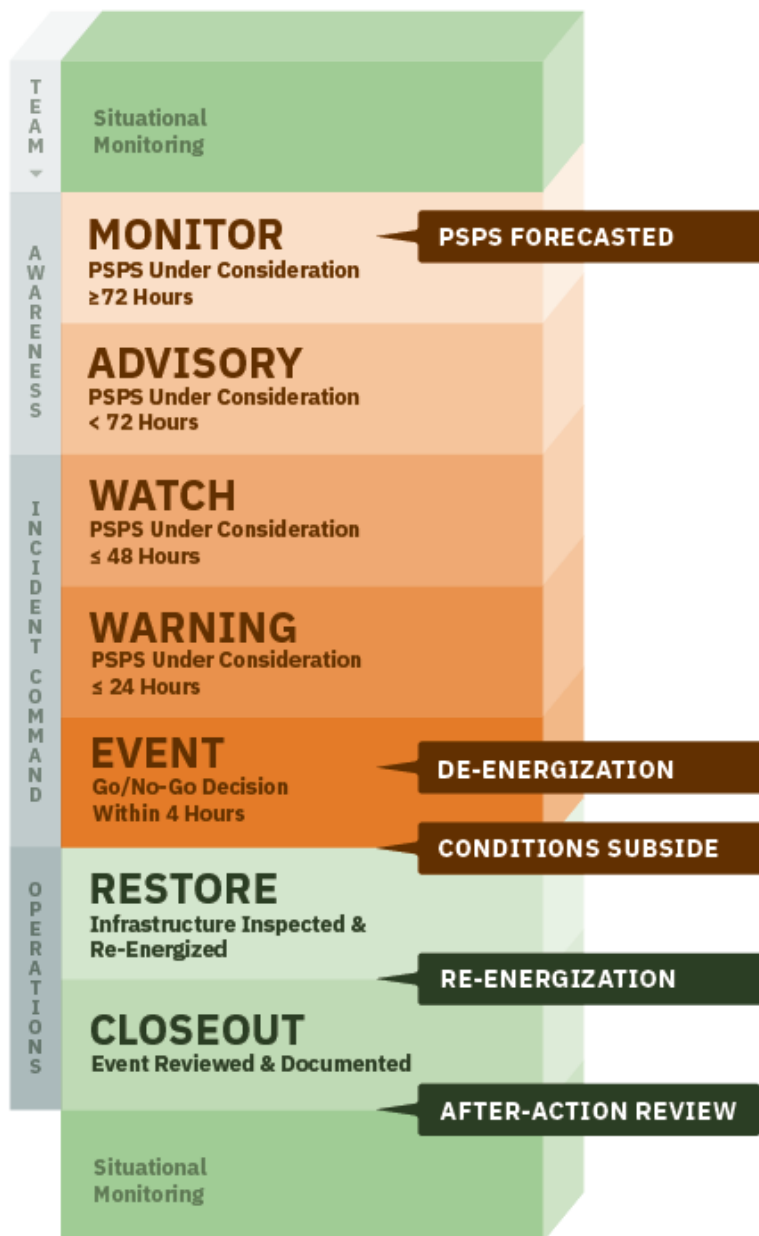 TEAM
Situational
Monitoring
AWARENESS
MONITOR
PSPS Under Consideration
≥72 Hours
PSPS FORECASTED
ADVISORY
PSPS Under Consideration
< 72 Hours
INCIDENT COMMAND
WATCH
PSPS Under Consideration
≤ 48 Hours
WARNING
PSPS Under Consideration
≤ 24 Hours
EVENT
Go/No-Go Decision
Within 4 Hours
DE-ENERGIZATION
CONDITIONS SUBSIDE
OPERATIONS
RESTORE
Infrastructure Inspected &
Re-Energized
RE-ENERGIZATION
CLOSEOUT
Event Reviewed & Documented
AFTER-ACTION REVIEW
Situational
Monitoring